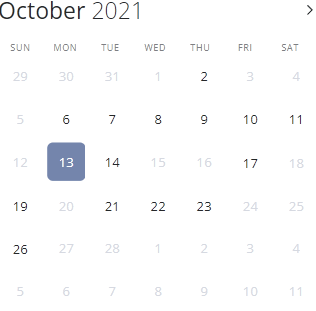 October 2021 >
SUN MON TUE WED THU FRI SAT
29 30 31 1 2 3 4
5 6 7 8 9 10 11
12 13 14 15 16 17 18
19 20 21 22 23 24 25
26 27 28 1 2 3 4
5 6 7 8 9 10 11